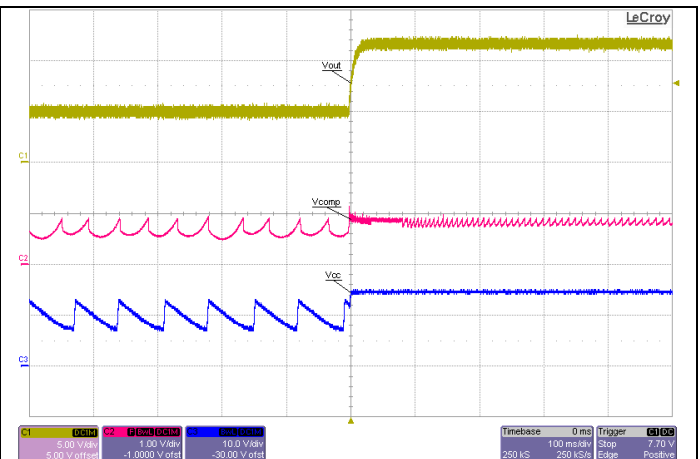 LeCroy
Vout
C1
Vcomp
C2
Vcc
C3
C1 DC1M
5.00 V/div
5.00 V offset
C2 F BwL DC1M
1.00 V/div
-1.0000 V ofst
10.0 V/div
-30.00 V ofst
Timebase 0 ms
100 ms/div
250 kS 250 kS/s
Trigger C1 DC
Stop 7.70 V
Edge Positive